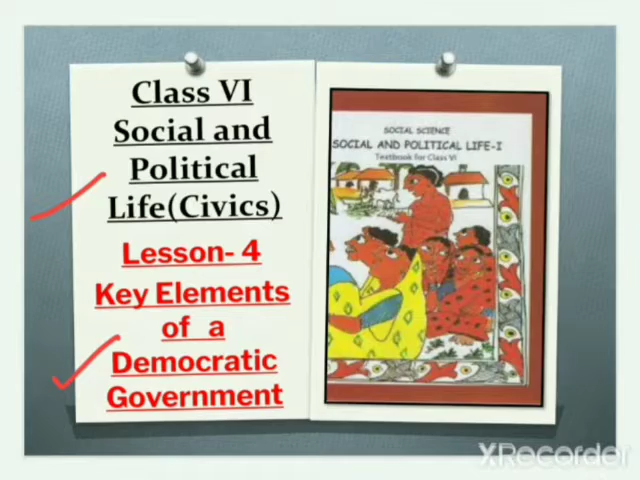 Class VI
Social and
Political
Life(Civics)
Lesson- 4
Key Elements
of a
Democratic
Government
SOCIAL SCIENCE
SOCIAL AND POLITICAL LIFE-I
Textbook for Class VI
XRecorder